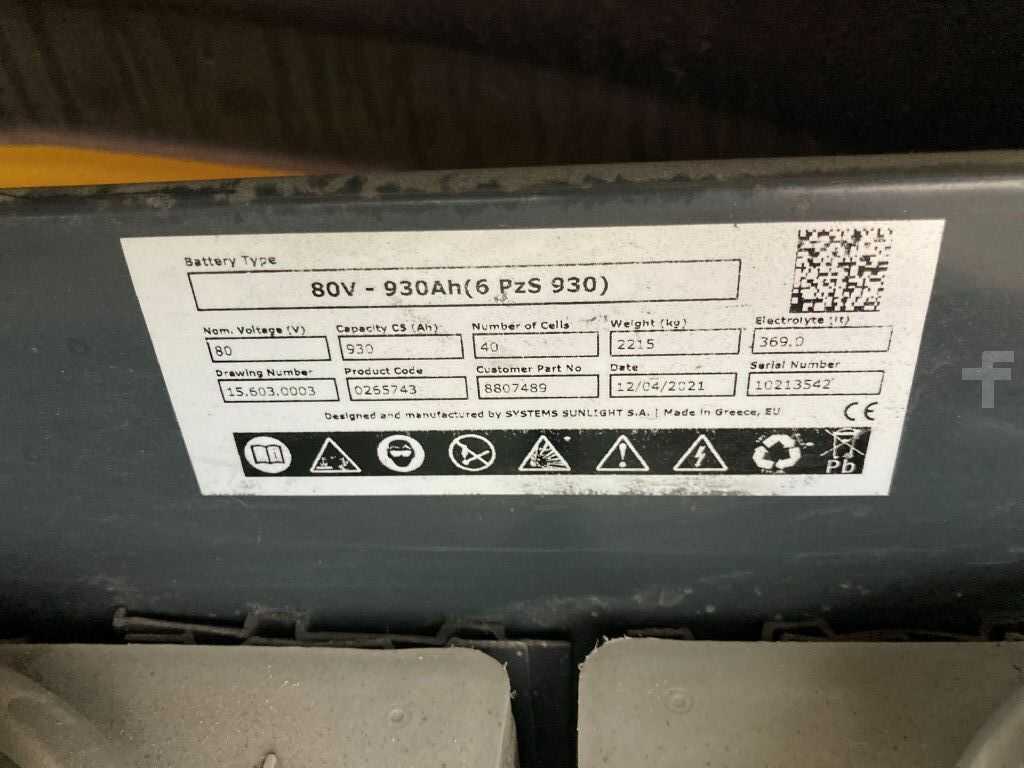 Battery Type
80V - 930Ah(6 PzS 930)
Nom. Voltage (V) Capacity C5 (Ah) Number of Cells Weight (kg) Electrolyte (lt)
80 930 40 2215 369.0
Drawing Number Product Code Customer Part No Date Serial Number
15.603.0003 0265743 8807489 12/04/2021 10213542
Designed and manufactured by SYSTEMS SUNLIGHT S.A. | Made in Greece, EU CE
Pb
f